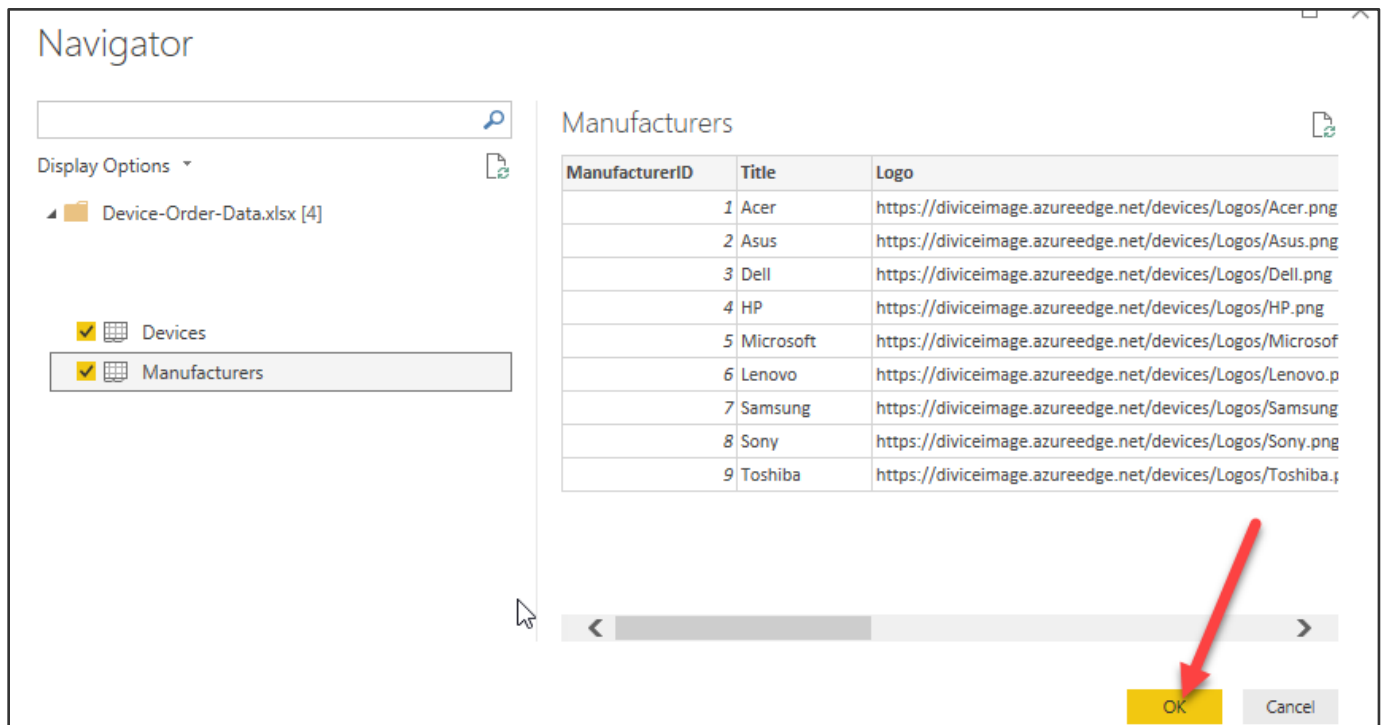 Navigator
Display Options
Device-Order-Data.xlsx [4]
Devices
Manufacturers
Manufacturers
ManufacturerID Title Logo
1 Acer https://diviceimage.azureedge.net/devices/Logos/Acer.png
2 Asus https://diviceimage.azureedge.net/devices/Logos/Asus.png
3 Dell https://diviceimage.azureedge.net/devices/Logos/Dell.png
4 HP https://diviceimage.azureedge.net/devices/Logos/HP.png
5 Microsoft https://diviceimage.azureedge.net/devices/Logos/Microsof
6 Lenovo https://diviceimage.azureedge.net/devices/Logos/Lenovo.p
7 Samsung https://diviceimage.azureedge.net/devices/Logos/Samsung
8 Sony https://diviceimage.azureedge.net/devices/Logos/Sony.png
9 Toshiba https://diviceimage.azureedge.net/devices/Logos/Toshiba.p
OK Cancel